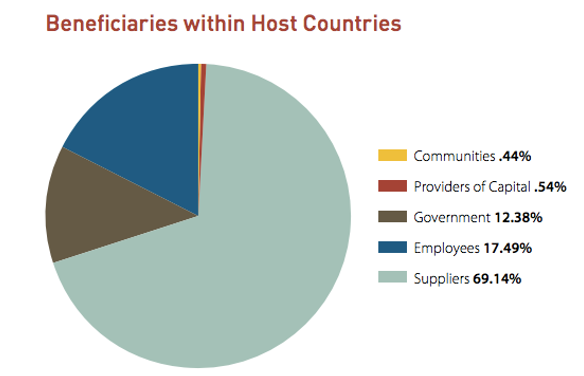 Beneficiaries within Host Countries
Communities .44%
Providers of Capital .54%
Government 12.38%
Employees 17.49%
Suppliers 69.14%